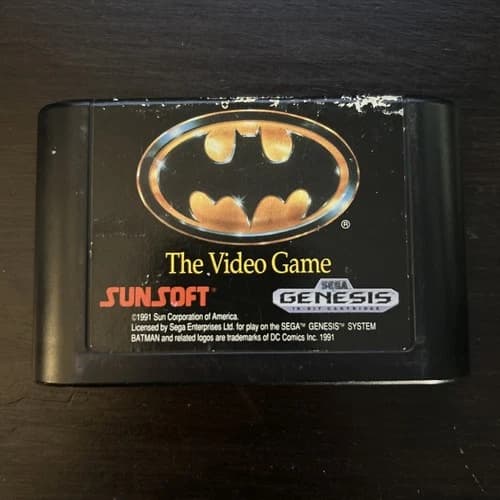 ®
The Video Game
SUNSOFT®
SEGA
GENESIS
16-BIT CARTRIDGE
©1991 Sun Corporation of America.
Licensed by Sega Enterprises Ltd. for play on the SEGA™ GENESIS™ SYSTEM
BATMAN and related logos are trademarks of DC Comics Inc. 1991